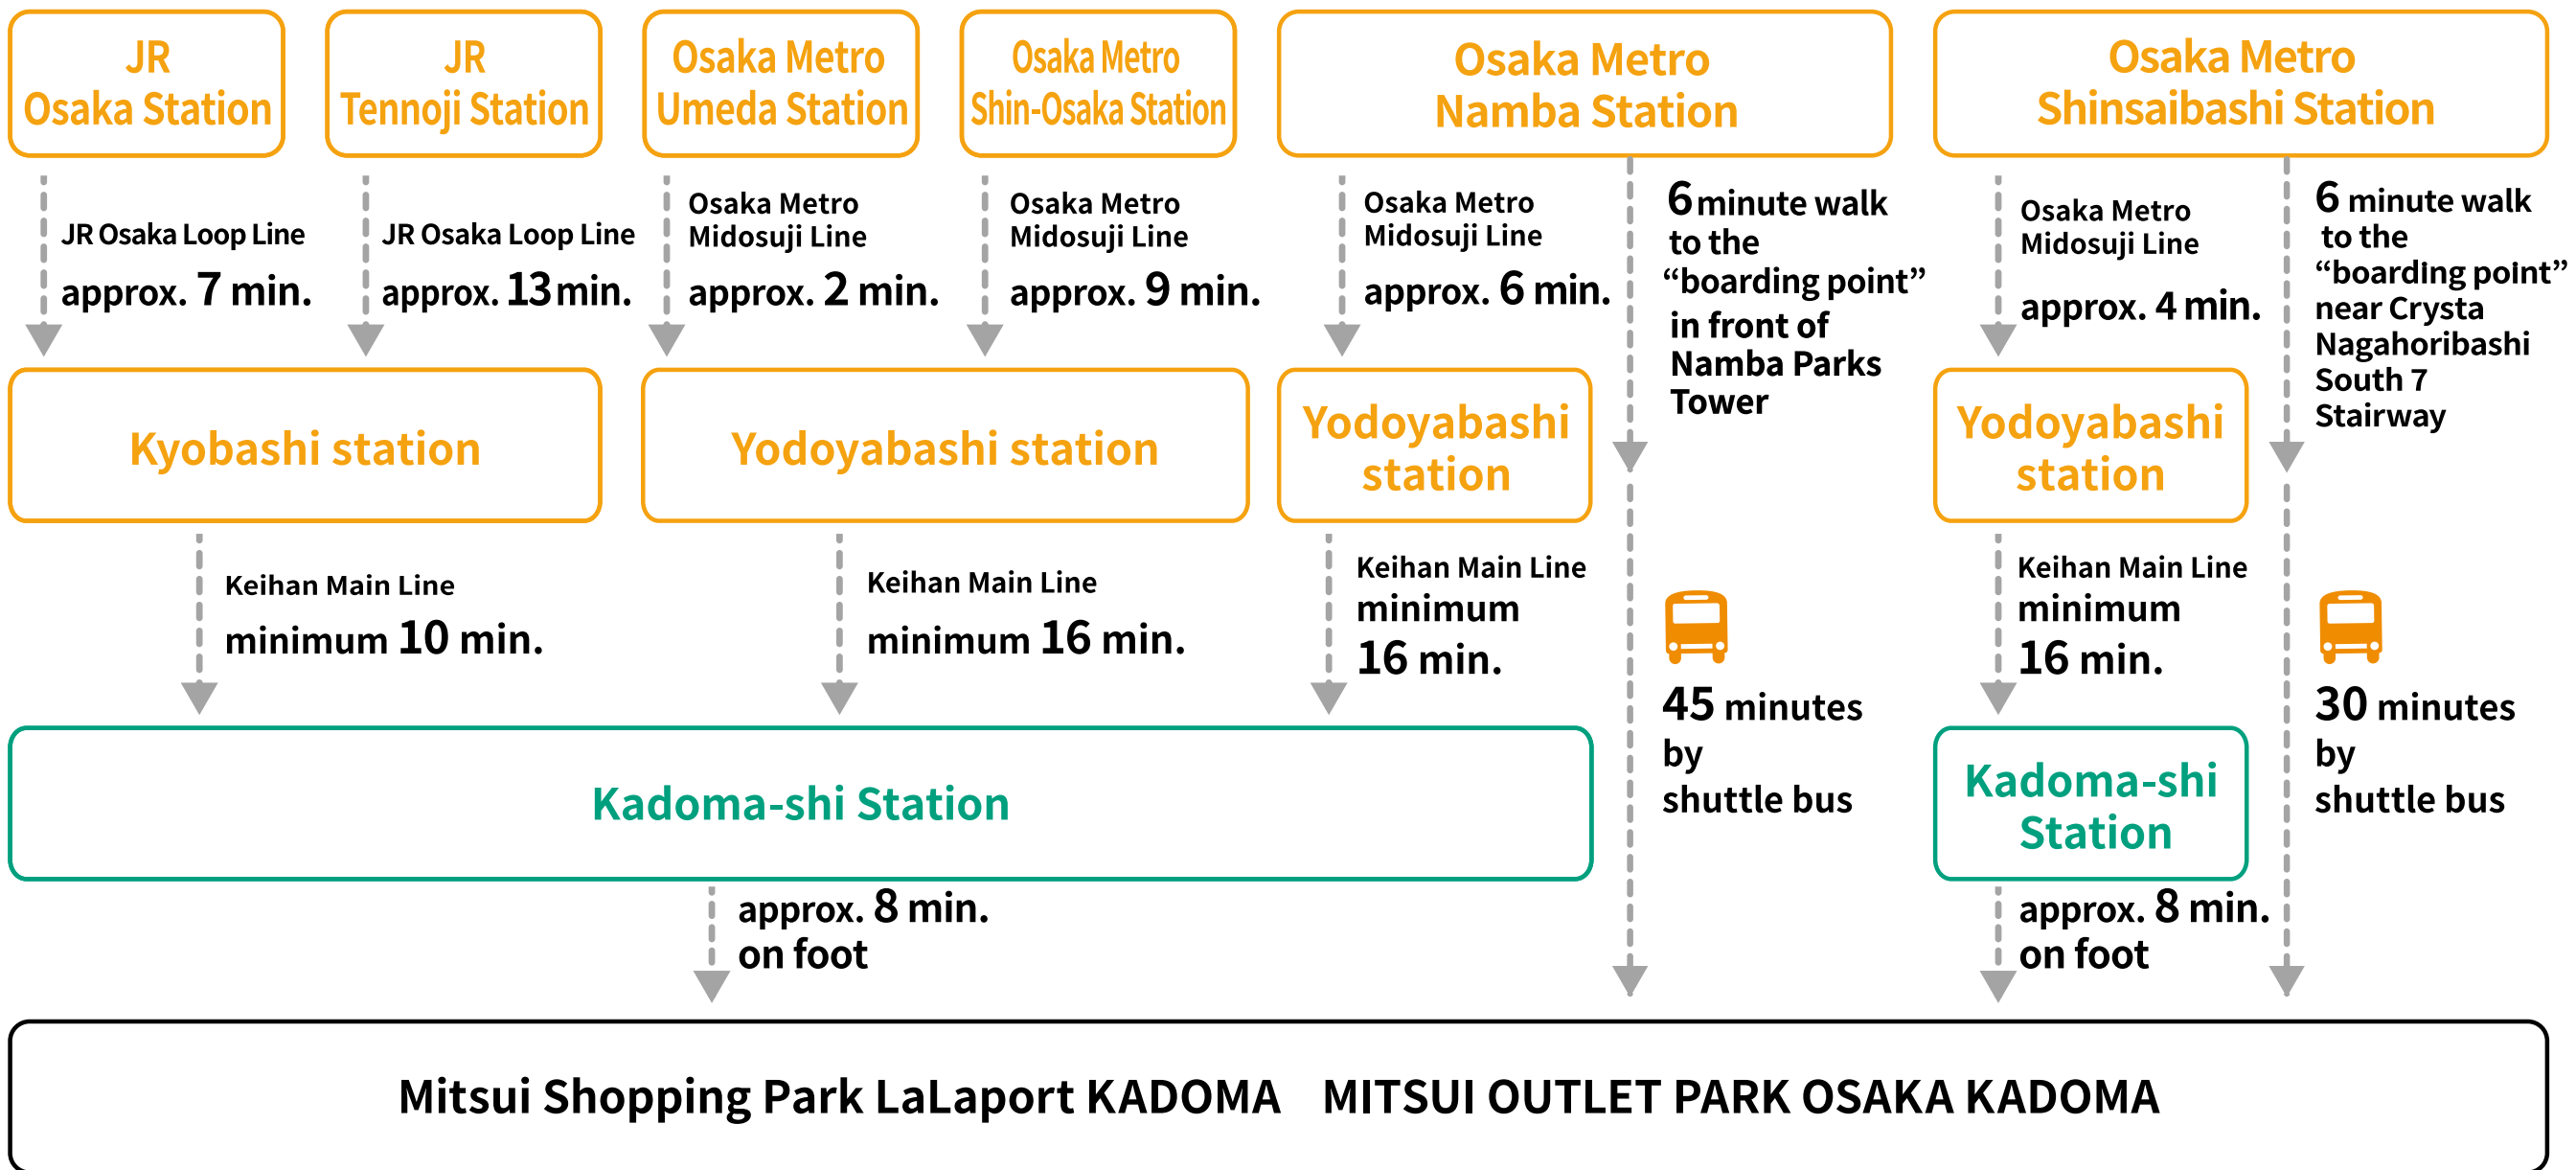 JR
Osaka Station
JR
Tennoji Station
Osaka Metro
Umeda Station
Osaka Metro
Shin-Osaka Station
Osaka Metro
Namba Station
Osaka Metro
Shinsaibashi Station
JR Osaka Loop Line
approx. 7 min.
JR Osaka Loop Line
approx. 13 min.
Osaka Metro
Midosuji Line
approx. 2 min.
Osaka Metro
Midosuji Line
approx. 9 min.
Osaka Metro
Midosuji Line
approx. 6 min.
6 minute walk
to the
“boarding point”
in front of
Namba Parks
Tower
Osaka Metro
Midosuji Line
approx. 4 min.
6 minute walk
to the
“boarding point”
near Crysta
Nagahoribashi
South 7
Stairway
Kyobashi station
Yodoyabashi station
Yodoyabashi
station
Yodoyabashi
station
Keihan Main Line
minimum 10 min.
Keihan Main Line
minimum 16 min.
Keihan Main Line
minimum
16 min.
45 minutes
by
shuttle bus
Keihan Main Line
minimum
16 min.
30 minutes
by
shuttle bus
Kadoma-shi Station
Kadoma-shi
Station
approx. 8 min.
on foot
approx. 8 min.
on foot
Mitsui Shopping Park LaLaport KADOMA MITSUI OUTLET PARK OSAKA KADOMA